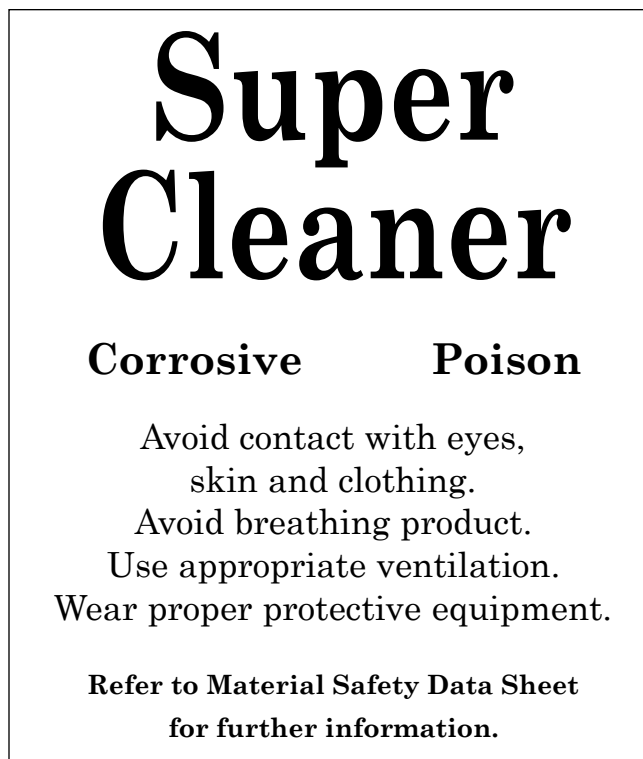 Super
Cleaner
Corrosive Poison
Avoid contact with eyes,
skin and clothing.
Avoid breathing product.
Use appropriate ventilation.
Wear proper protective equipment.
Refer to Material Safety Data Sheet
for further information.